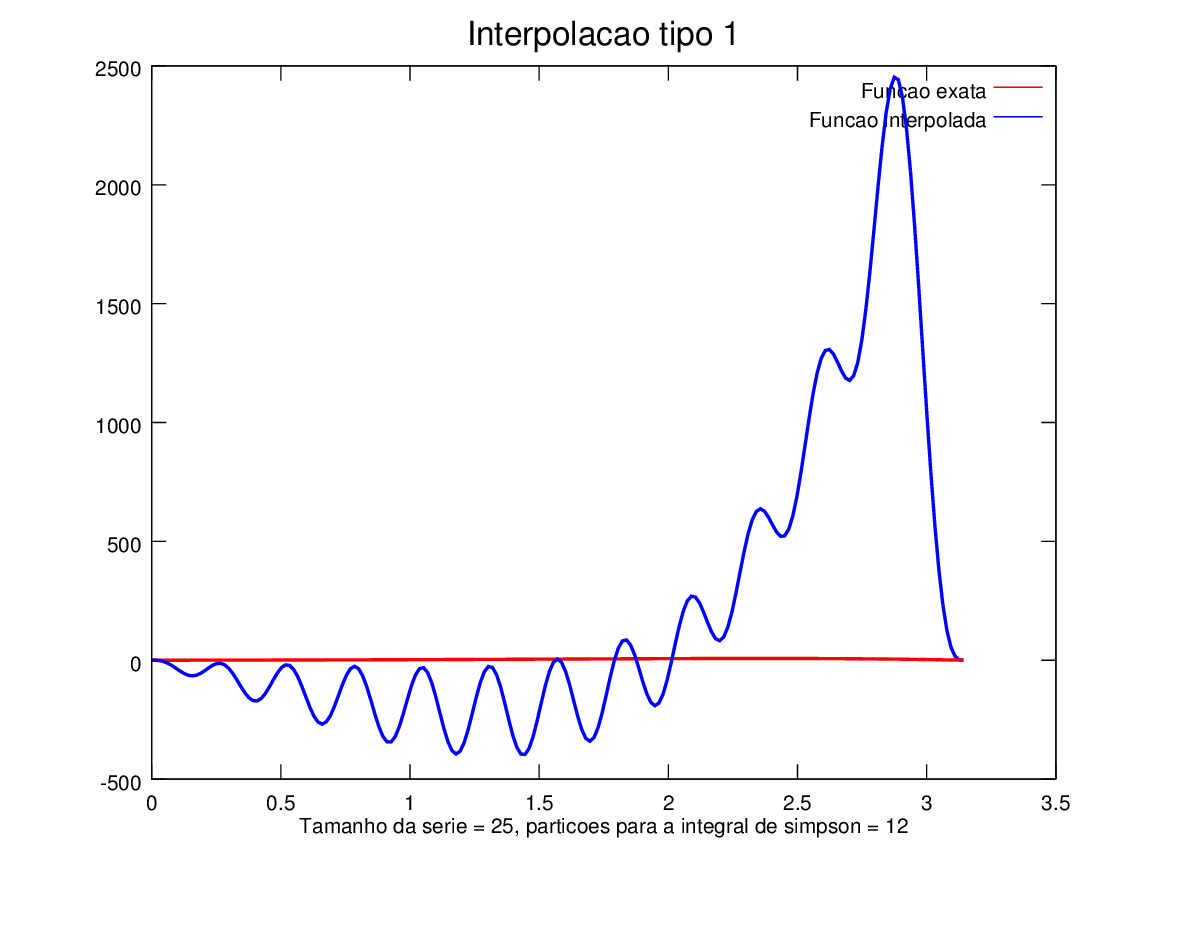 Interpolacao tipo 1
2500
2000
1500
1000
500
0
-500
Funcao exata
Funcao interpolada
0 0.5 1 1.5 2 2.5 3 3.5
Tamanho da serie = 25, particoes para a integral de simpson = 12